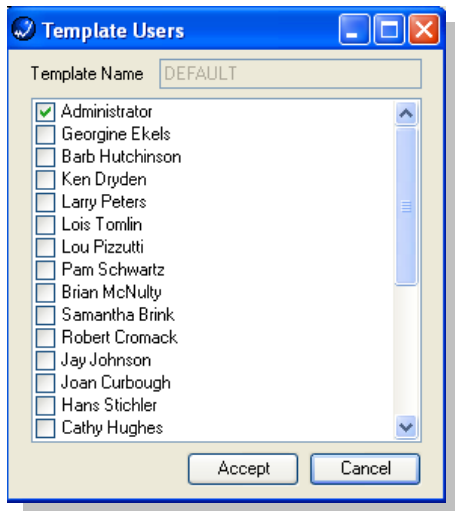 Template Users
Template Name DEFAULT
Administrator
Georgine Ekels
Barb Hutchinson
Ken Dryden
Larry Peters
Lois Tomlin
Lou Pizzutti
Pam Schwartz
Brian McNulty
Samantha Brink
Robert Cromack
Jay Johnson
Joan Curbough
Hans Stichler
Cathy Hughes
Accept Cancel